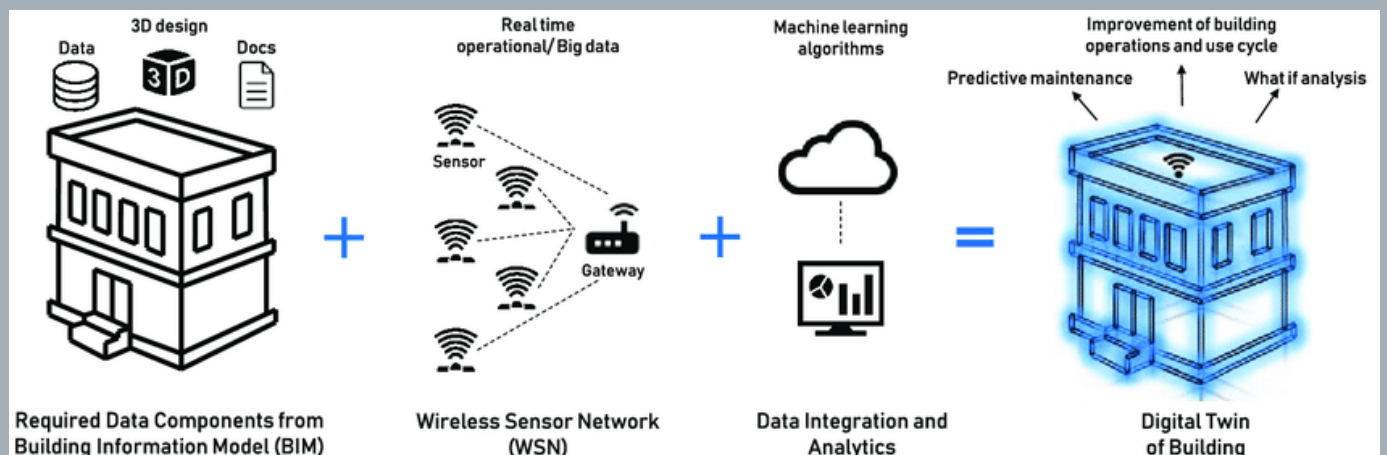 3D design
Data
Docs
3D
Required Data Components from
Building Information Model (BIM)
Real time
operational/ Big data
Sensor
Gateway
Wireless Sensor Network
(WSN)
Machine learning
algorithms
Data Integration and
Analytics
Improvement of building
operations and use cycle
Predictive maintenance
What if analysis
Digital Twin
of Building